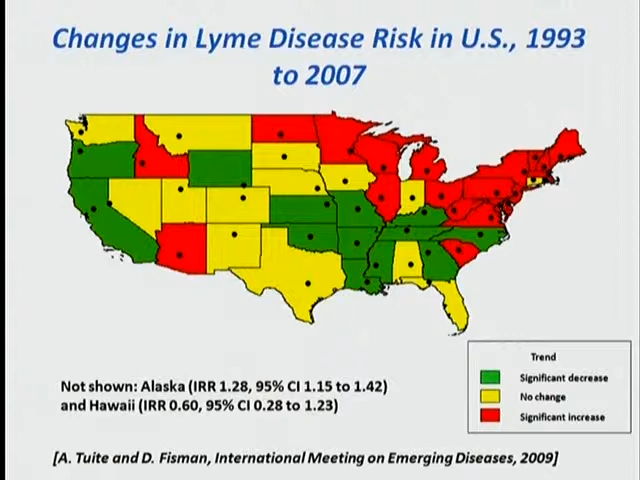 Changes in Lyme Disease Risk in U.S., 1993
to 2007
Trend
Significant decrease
No change
Significant increase
Not shown: Alaska (IRR 1.28, 95% CI 1.15 to 1.42)
and Hawaii (IRR 0.60, 95% CI 0.28 to 1.23)
[A. Tuite and D. Fisman, International Meeting on Emerging Diseases, 2009]